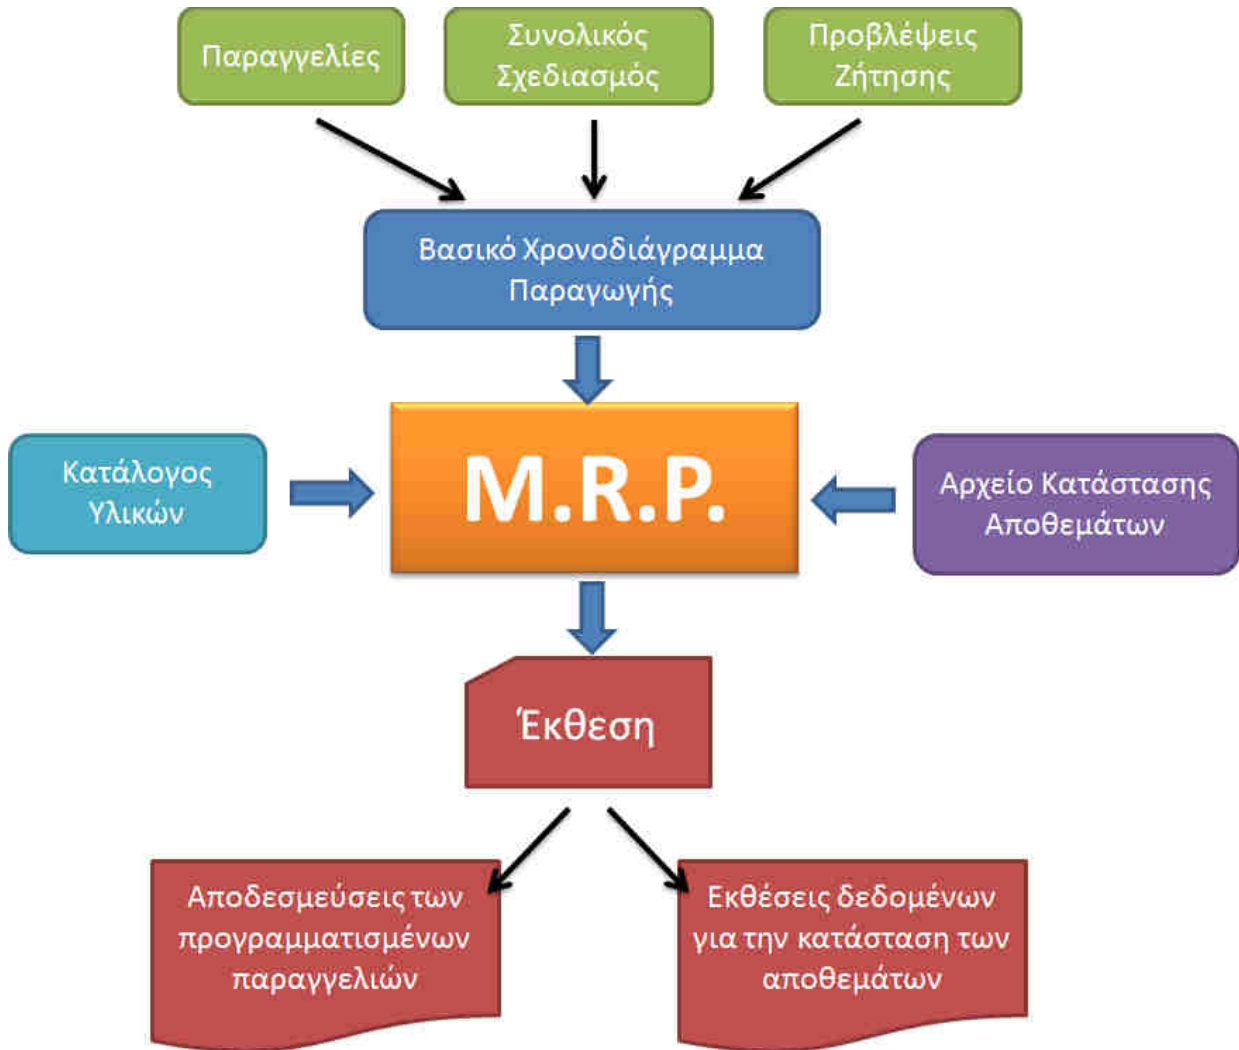 Παραγγελίες
Συνολικός
Σχεδιασμός
Προβλέψεις
Ζήτησης
Βασικό Χρονοδιάγραμμα
Παραγωγής
Κατάλογος
Υλικών
M.R.P.
Αρχείο Κατάστασης
Αποθεμάτων
Έκθεση
Αποδεσμεύσεις των
προγραμματισμένων
παραγγελιών
Εκθέσεις δεδομένων
για την κατάσταση των
αποθεμάτων